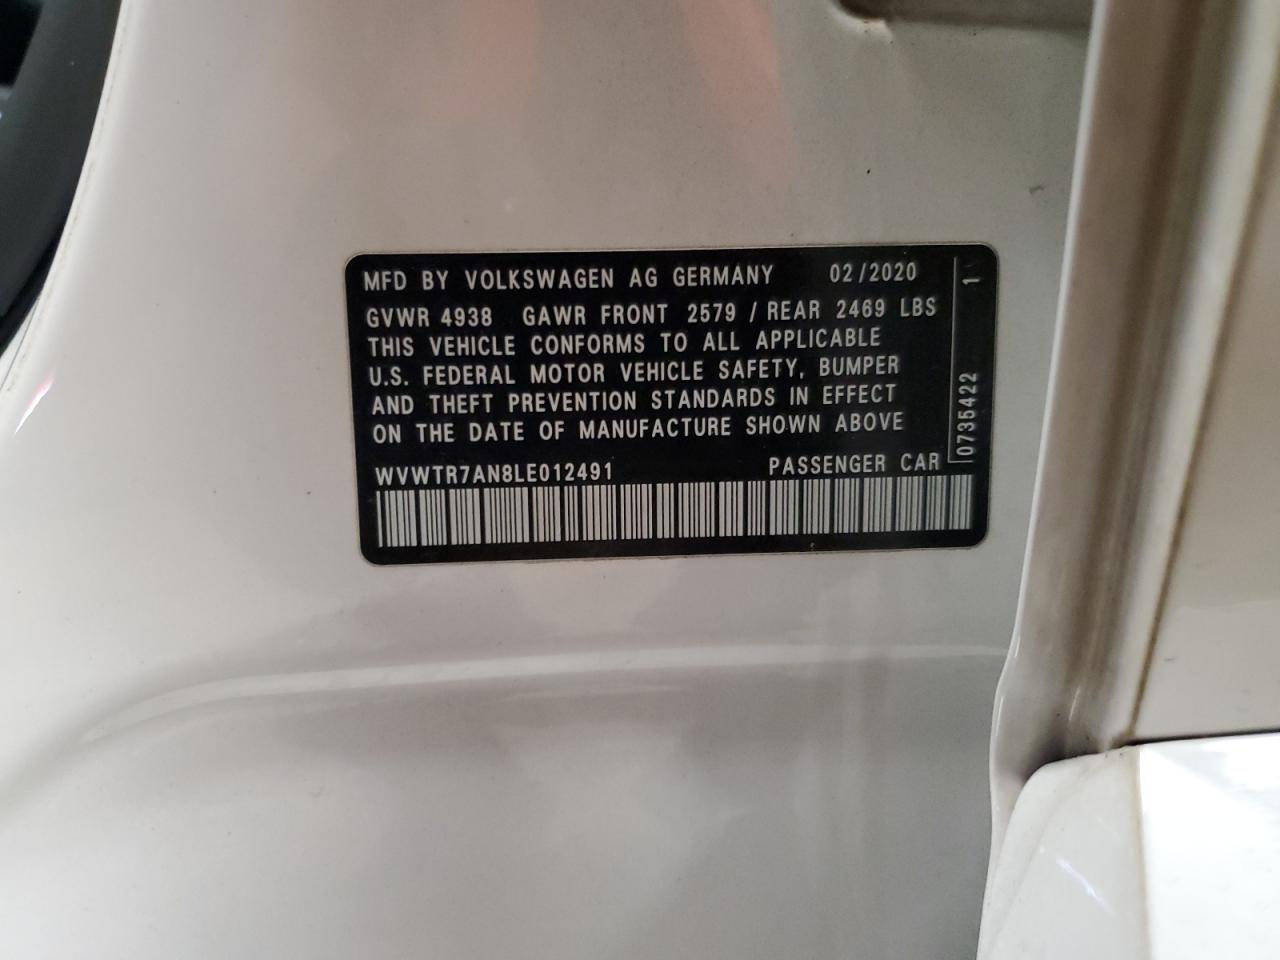 MFD BY VOLKSWAGEN AG GERMANY 02/2020
GVWR 4938 GAWR FRONT 2579 / REAR 2469 LBS
THIS VEHICLE CONFORMS TO ALL APPLICABLE
U.S. FEDERAL MOTOR VEHICLE SAFETY, BUMPER
AND THEFT PREVENTION STANDARDS IN EFFECT
ON THE DATE OF MANUFACTURE SHOWN ABOVE
WVWTR7AN8LE012491 PASSENGER CAR
0735422 1